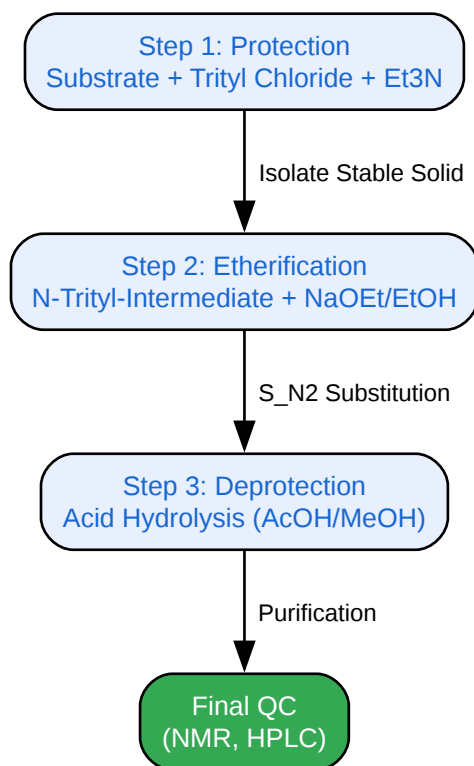 Step 1: Protection
Substrate + Trityl Chloride + Et3N
Isolate Stable Solid
Step 2: Etherification
N-Trityl-Intermediate + NaOEt/EtOH
S_N2 Substitution
Step 3: Deprotection
Acid Hydrolysis (AcOH/MeOH)
Purification
Final QC
(NMR, HPLC)